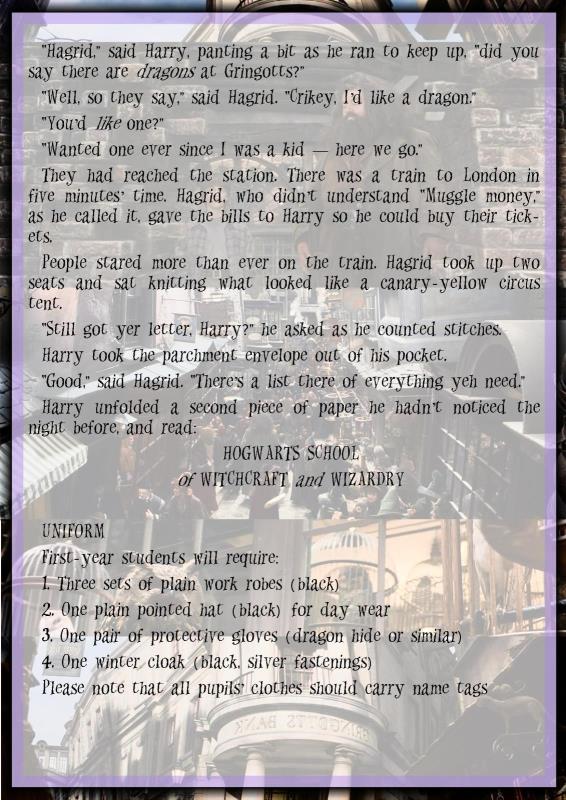 "Hagrid," said Harry, panting a bit as he ran to keep up, "did you
say there are dragons at Gringotts?"
"Well, so they say," said Hagrid. "Crikey, I'd like a dragon."
"You'd like one?"
"Wanted one ever since I was a kid — here we go."
They had reached the station. There was a train to London in
five minutes' time. Hagrid, who didn't understand "Muggle money,"
as he called it, gave the bills to Harry so he could buy their tick-
ets.
People stared more than ever on the train. Hagrid took up two
seats and sat knitting what looked like a canary-yellow circus
tent.
"Still got yer letter, Harry?" he asked as he counted stitches.
Harry took the parchment envelope out of his pocket.
"Good," said Hagrid. "There's a list there of everything yeh need."
Harry unfolded a second piece of paper he hadn't noticed the
night before, and read:
HOGWARTS SCHOOL
of WITCHCRAFT and WIZARDRY
UNIFORM
First-year students will require:
1. Three sets of plain work robes (black)
2. One plain pointed hat (black) for day wear
3. One pair of protective gloves (dragon hide or similar)
4. One winter cloak (black, silver fastenings)
Please note that all pupils' clothes should carry name tags
GRINGOTTS BANK